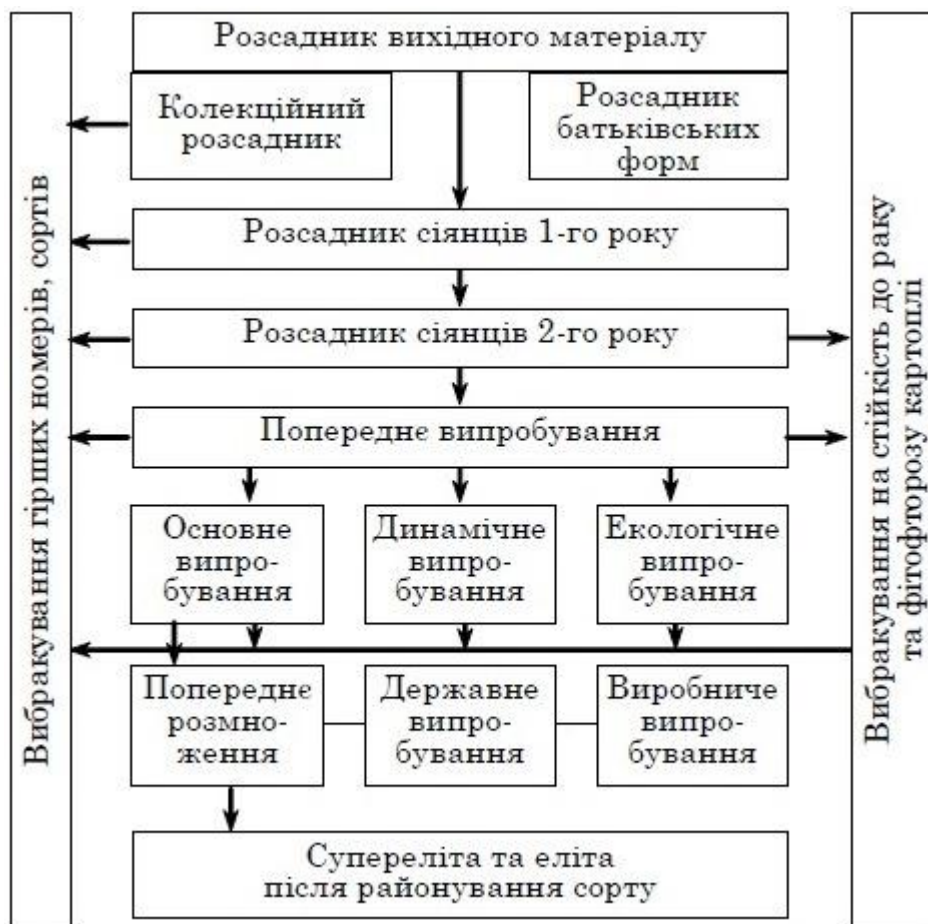 Розсадник вихідного матеріалу
Колекційний
розсадник
Розсадник
батьківських
форм
Розсадник сіянців 1-го року
Розсадник сіянців 2-го року
Попереднє випробування
Основне
випро-
бування
Динамічне
випро-
бування
Екологічне
випро-
бування
Попереднє
розмно-
ження
Державне
випро-
бування
Виробниче
випро-
бування
Супереліта та еліта
після районування сорту
Вибракування гірших номерів, сортів
Вибракування на стійкість до раку
та фітофторозу картоплі